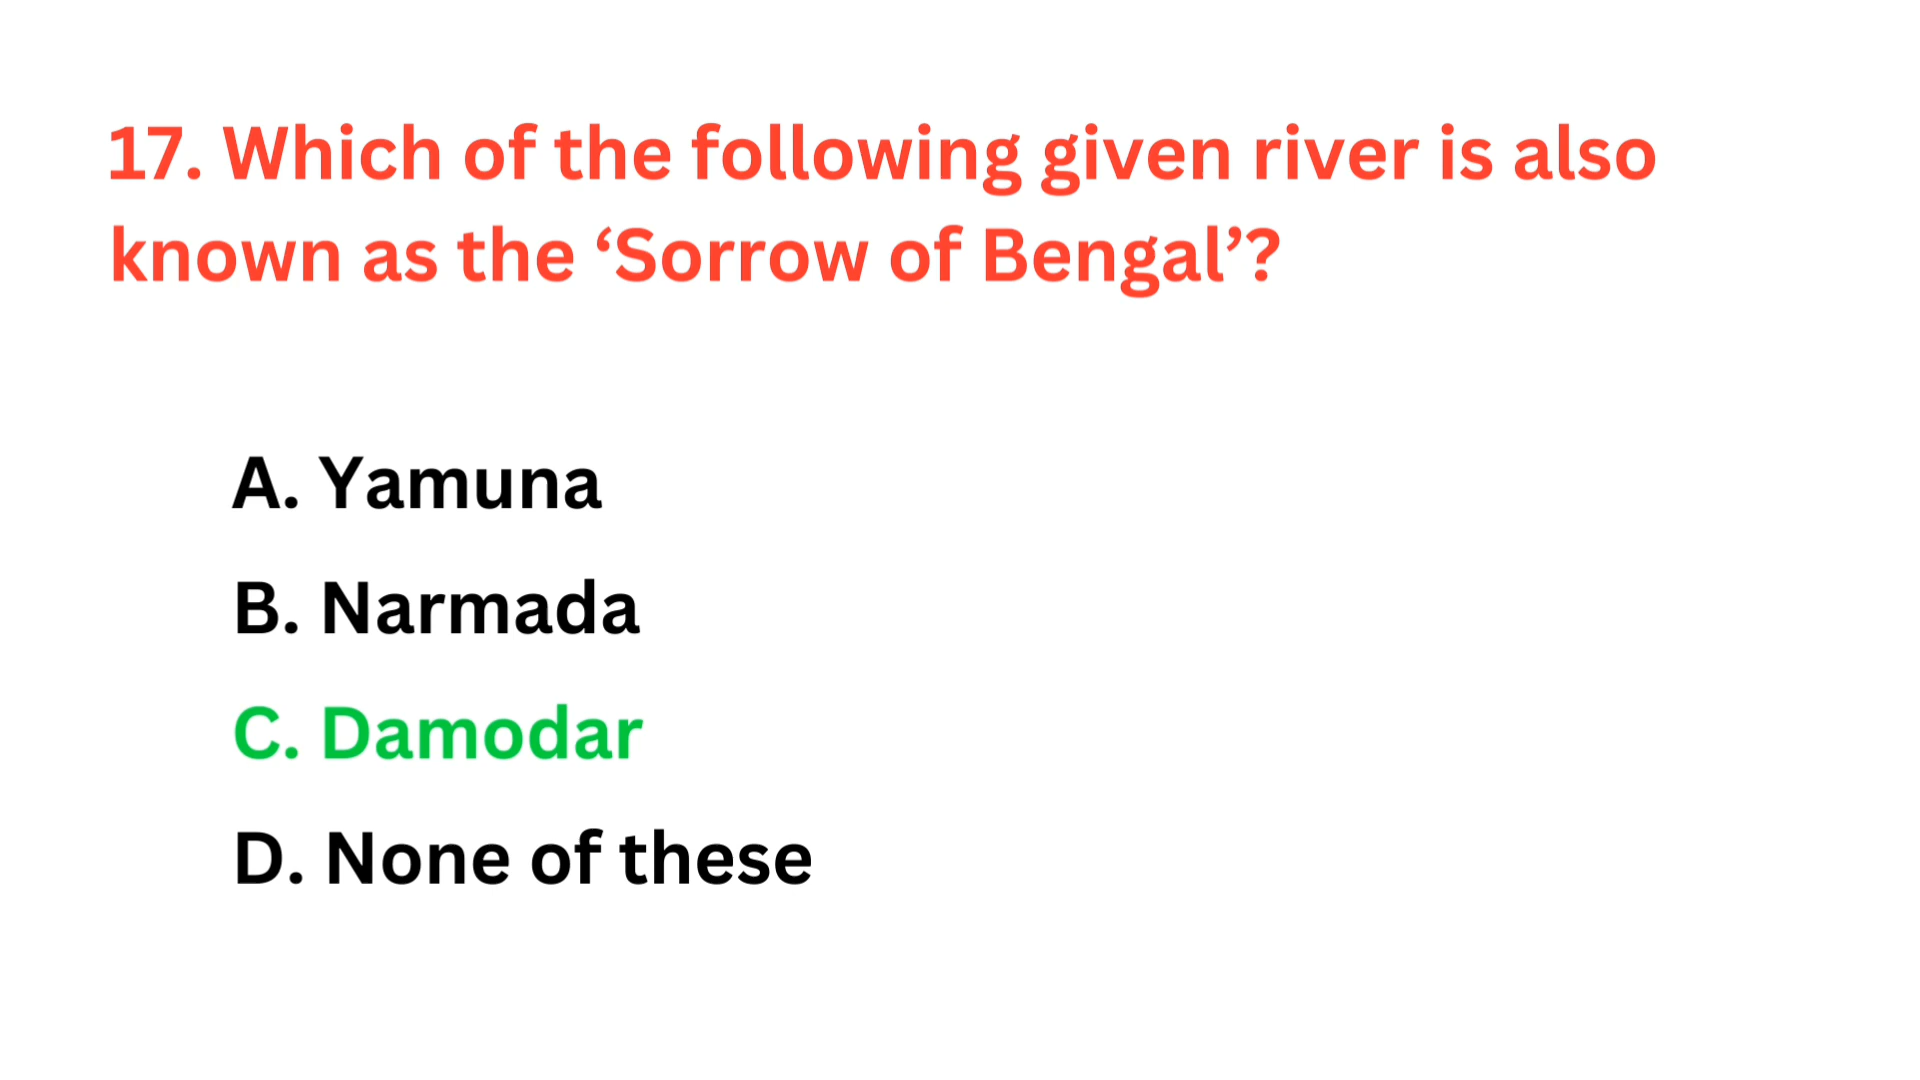 17. Which of the following given river is also
known as the ‘Sorrow of Bengal’?
A. Yamuna
B. Narmada
C. Damodar
D. None of these